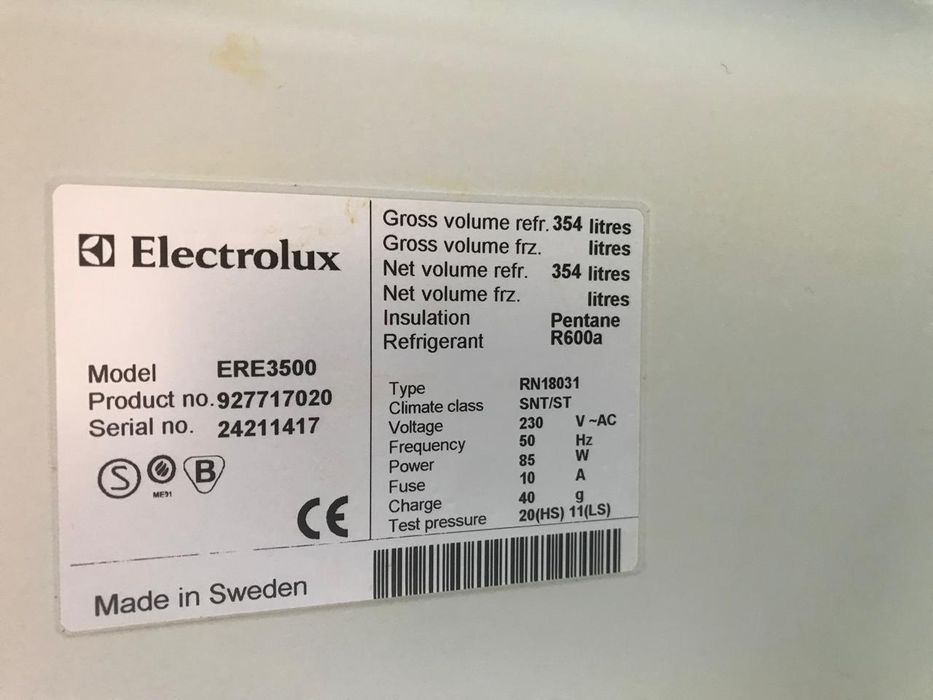 Electrolux
Model ERE3500
Product no. 927717020
Serial no. 24211417
S B
ME91
CE
Made in Sweden
Gross volume refr. 354 litres
Gross volume frz. litres
Net volume refr. 354 litres
Net volume frz. litres
Insulation Pentane
Refrigerant R600a
Type RN18031
Climate class SNT/ST
Voltage 230 V ~AC
Frequency 50 Hz
Power 85 W
Fuse 10 A
Charge 40 g
Test pressure 20(HS) 11(LS)